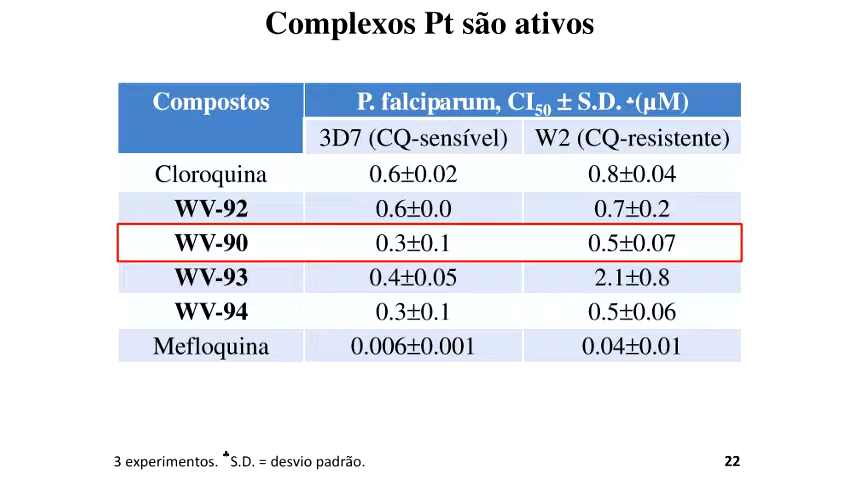 Complexos Pt são ativos
Compostos P. falciparum, CI50 ± S.D. ♣(µM)
3D7 (CQ-sensível) W2 (CQ-resistente)
Cloroquina 0.6±0.02 0.8±0.04
WV-92 0.6±0.0 0.7±0.2
WV-90 0.3±0.1 0.5±0.07
WV-93 0.4±0.05 2.1±0.8
WV-94 0.3±0.1 0.5±0.06
Mefloquina 0.006±0.001 0.04±0.01
3 experimentos. ♣S.D. = desvio padrão. 22